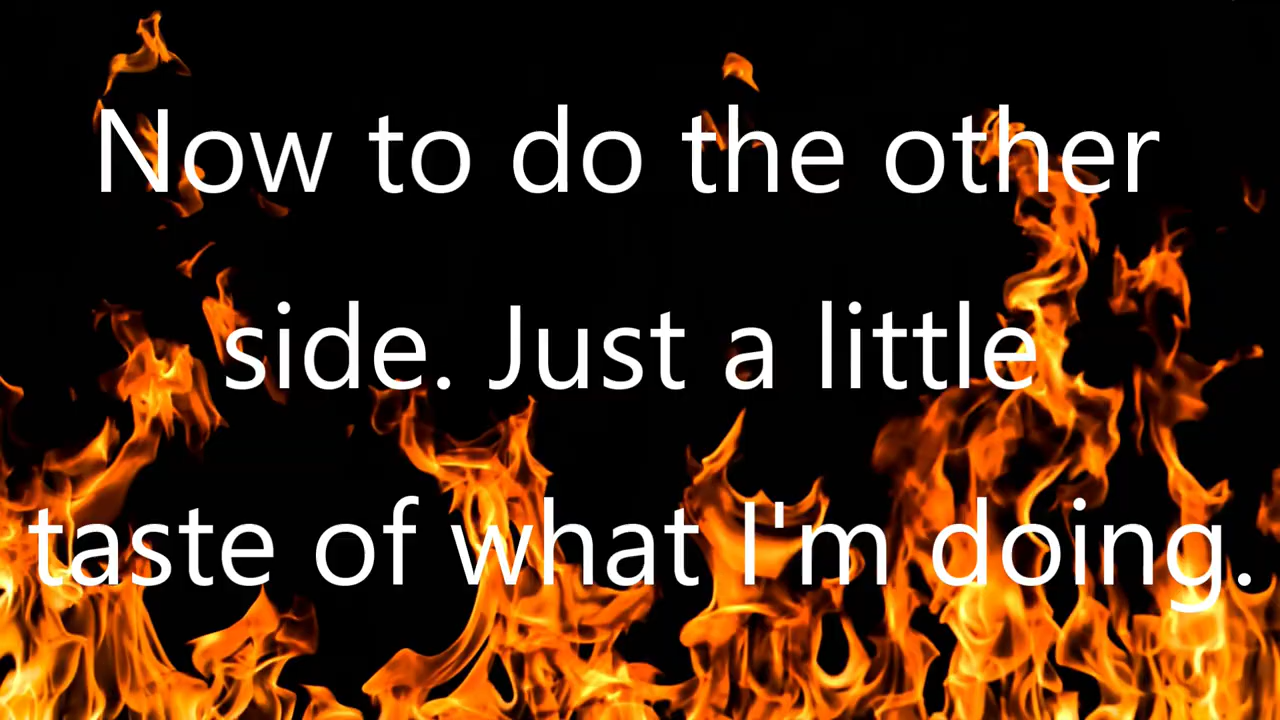 Now to do the other
side. Just a little
taste of what I'm doing.